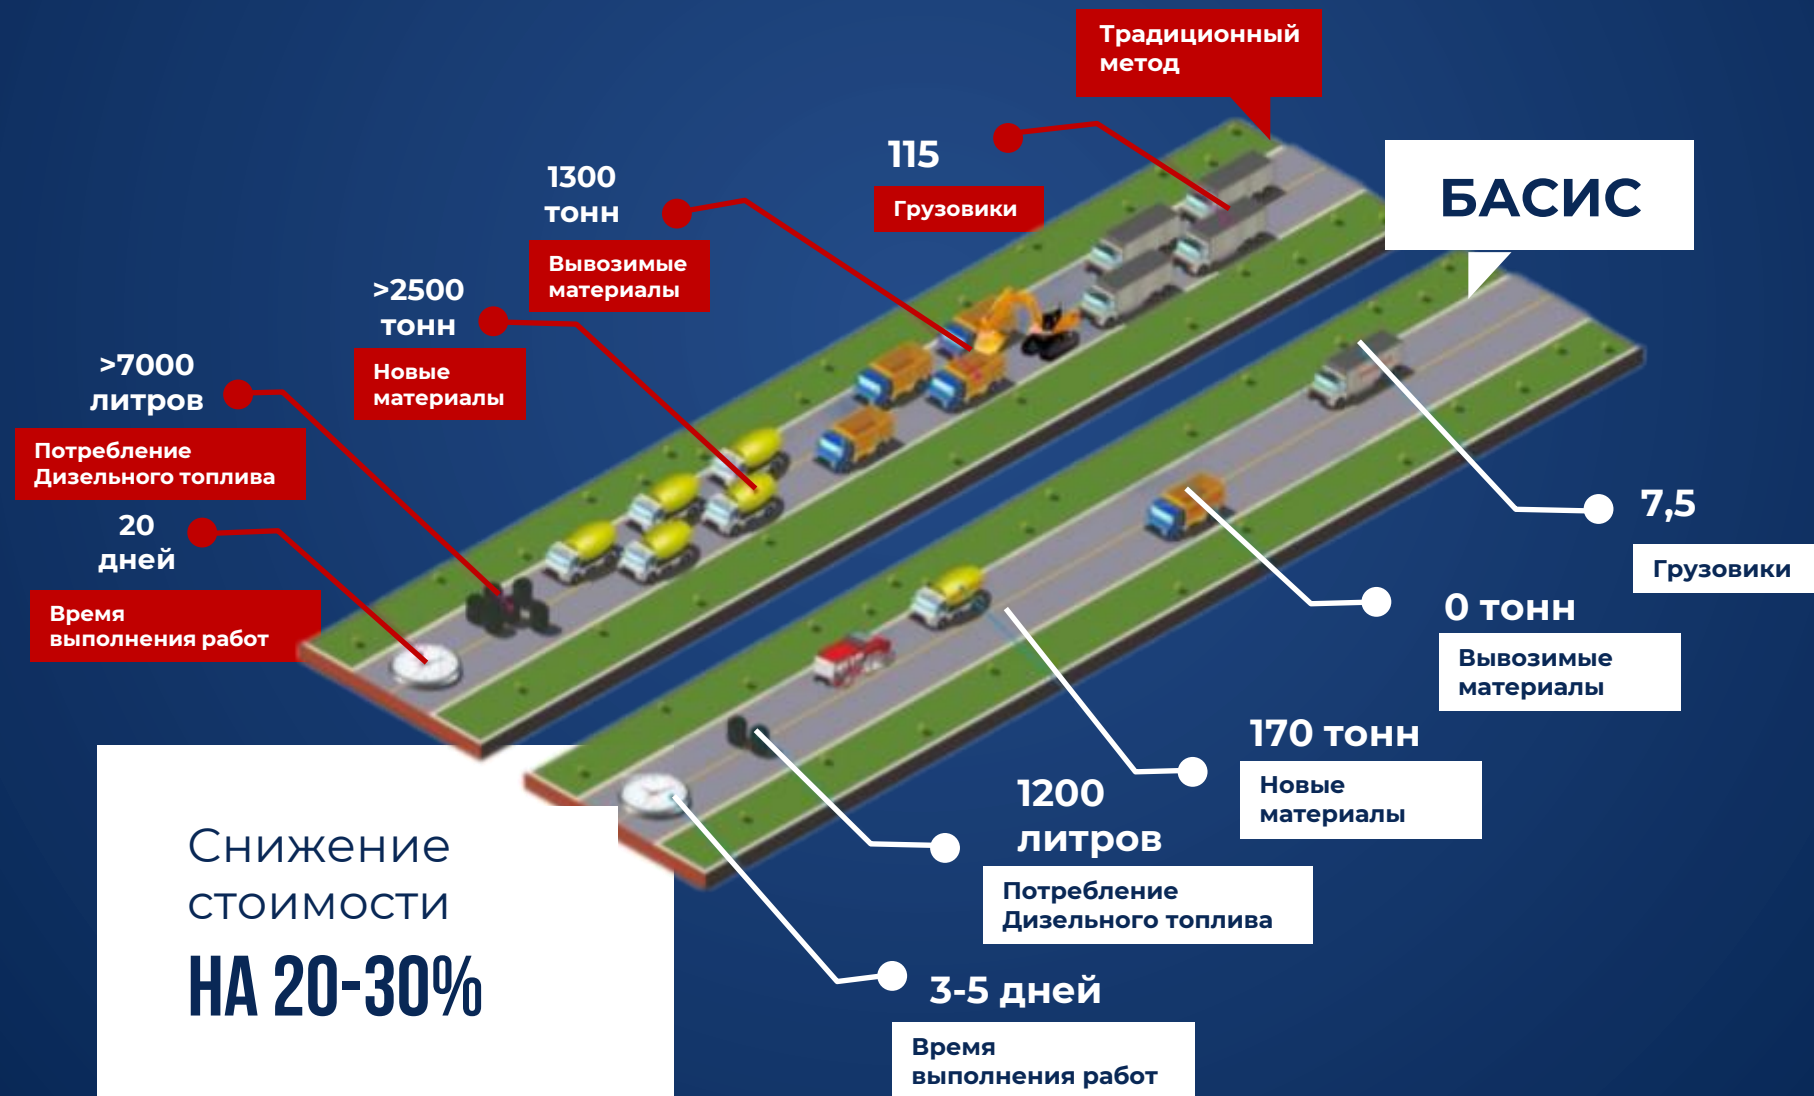 Традиционный
метод
115
Грузовики
1300
тонн
Вывозимые
материалы
>2500
тонн
Новые
материалы
>7000
литров
Потребление
Дизельного топлива
20
дней
Время
выполнения работ
БАСИС
7,5
Грузовики
0 тонн
Вывозимые
материалы
170 тонн
Новые
материалы
1200
литров
Потребление
Дизельного топлива
3-5 дней
Время
выполнения работ
Снижение
стоимости
НА 20-30%